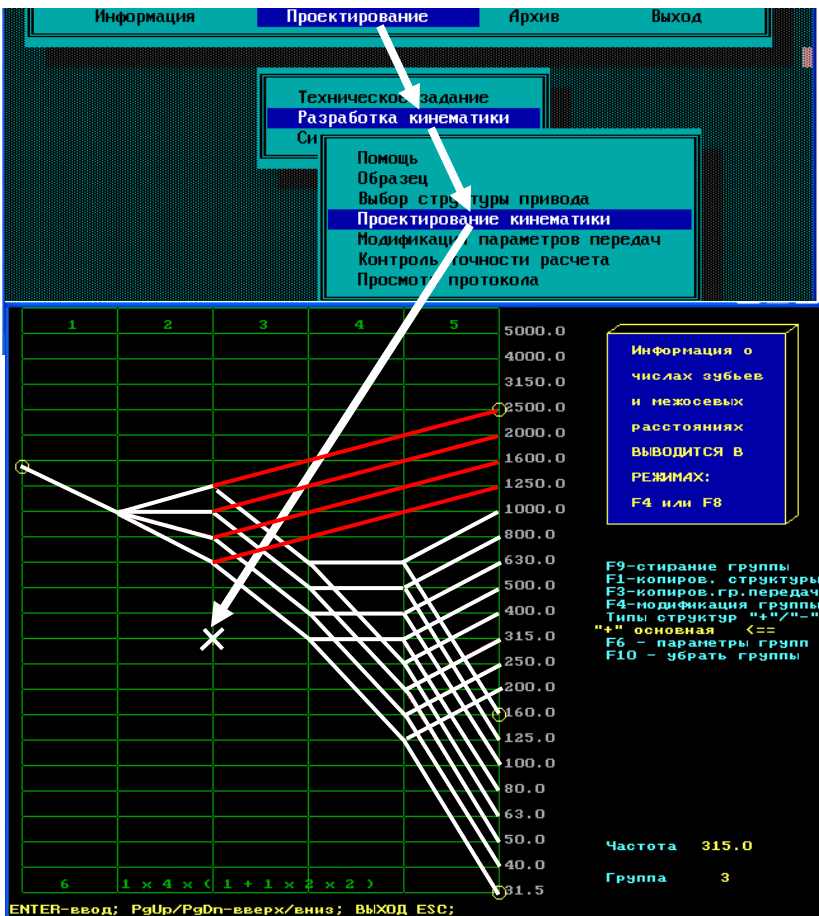 Информация Проектирование Архив Выход
Техническое задание
Разработка кинематики
Си
Помощь
Образец
Выбор структуры привода
Проектирование кинематики
Модификация параметров передач
Контроль точности расчета
Просмотр протокола
1 2 3 4 5
5000.0
4000.0
3150.0
2500.0
2000.0
1600.0
1250.0
1000.0
800.0
630.0
500.0
400.0
315.0
250.0
200.0
160.0
125.0
100.0
80.0
63.0
50.0
40.0
31.5
Информация о
числах зубьев
и межосевых
расстояниях
ВЫВОДИТСЯ В
РЕЖИМАХ:
F4 или F8
F9-стирание группы
F1-копиров. структуры
F3-копиров.гр.передач
F4-модификация группы
Типы структур "+"/"-"
"+" основная <==
F6 - параметры групп
F10 - убрать группы
Частота 315.0
Группа 3
6 1 x 4 x ( 1 + 1 x 2 x 2 )
ENTER-ввод; PgUp/PgDn-вверх/вниз; ВЫХОД ESC;